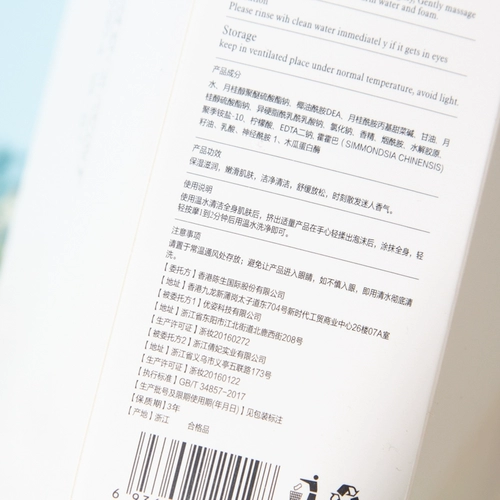 water and foam.
Please rinse wih clean water immediatel y if it gets in eyes
Storage
keep in ventilated place under normal temperature, avoid light.
产品成分
水、月桂醇聚醚硫酸酯钠、椰油酰胺DEA、月桂酰胺丙基甜菜碱、甘油、月
桂醇硫酸酯钠、异硬脂酰乳酰乳酸钠、氯化钠、香精、烟酰胺、水解胶原、
聚季铵盐-10、柠檬酸、EDTA二钠、霍霍巴（SIMMONDSIA CHINENSIS)
籽油、乳酸、神经酰胺 1、木瓜蛋白酶
产品功效
保湿滋润，嫩滑肌肤，洁净清洁，舒缓放松，时刻散发迷人香气。
使用说明
使用温水清洁全身肌肤后，挤出适量产品在手心轻揉出泡沫后，涂抹全身，轻
轻按摩1到2分钟后用温水洗净即可。
注意事项
请置于常温通风处存放；避免让产品进入眼睛，如不慎入眼，即用清水彻底清
洗。
【委托方】香港陈生国际股份有限公司
【地址】香港九龙新蒲岗太子道东704号新时代工贸商业中心26楼07A室
【被委托方1】优姿科技有限公司
【地址】浙江省东阳市江北街道北鹿西街208号
【生产许可证】浙妆20160272
【被委托方2】浙江倩妃实业有限公司
【地址】浙江省义乌市义亭五联路173号
【生产许可证】浙妆20160122
【执行标准】GB/T 34857-2017
【生产批号及限期使用期(年月日)】见包装标注
【保质期】3年
【产地】浙江 合格品
6 93